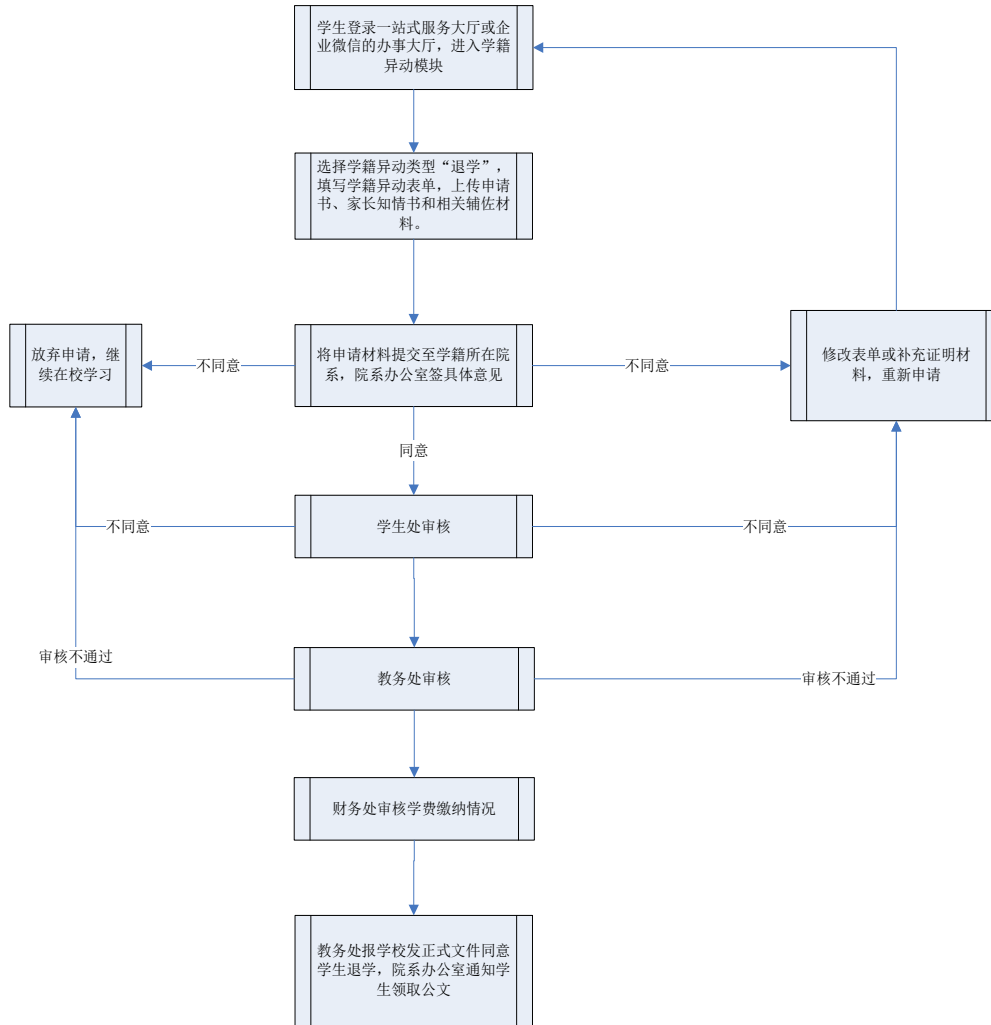 学生登录一站式服务大厅或企
业微信的办事大厅，进入学籍
异动模块
选择学籍异动类型“退学”，
填写学籍异动表单，上传申请
书、家长知情书和相关辅佐材
料。
放弃申请，继
续在校学习
不同意
将申请材料提交至学籍所在院
系，院系办公室签具体意见
不同意
修改表单或补充证明材
料，重新申请
同意
不同意
学生处审核
不同意
审核不通过
教务处审核
审核不通过
财务处审核学费缴纳情况
教务处报学校发正式文件同意
学生退学，院系办公室通知学
生领取公文